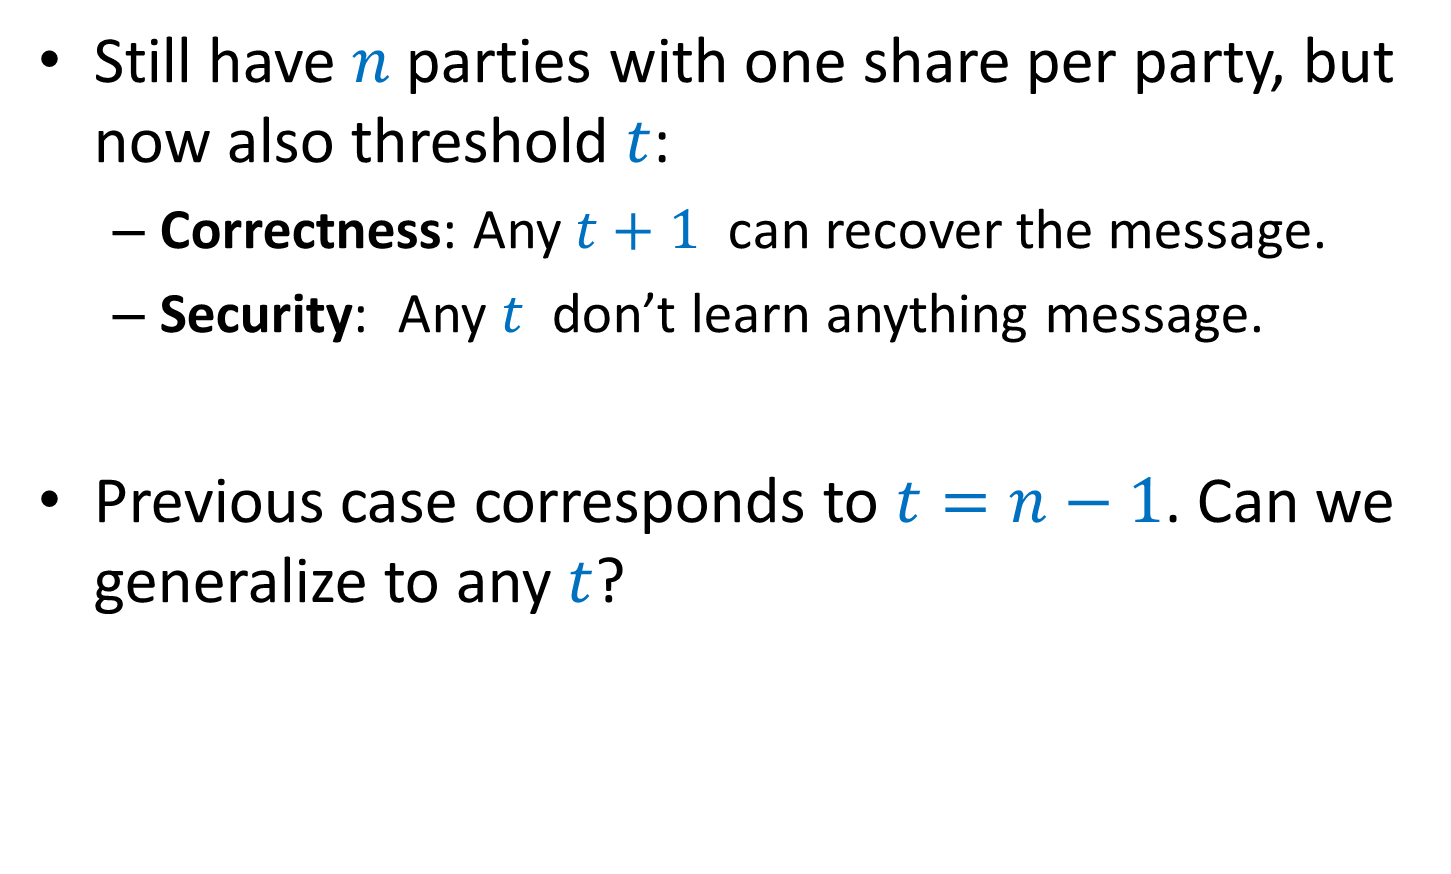 • Still have n parties with one share per party, but
now also threshold t:
– Correctness: Any t + 1 can recover the message.
– Security: Any t don’t learn anything message.
• Previous case corresponds to t = n − 1. Can we
generalize to any t?